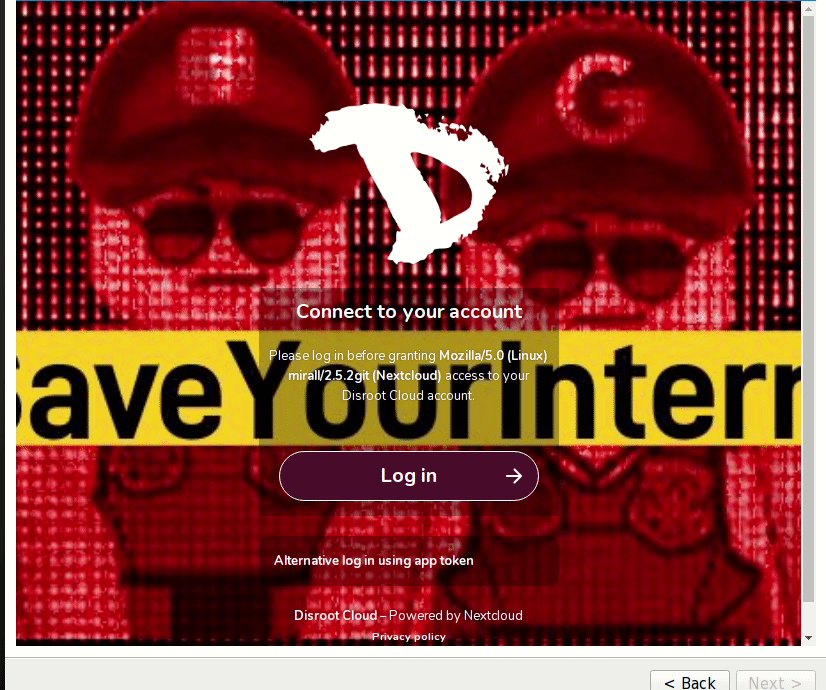 G
D
Connect to your account
SaveYourIntern
Please log in before granting Mozilla/5.0 (Linux)
mirall/2.5.2git (Nextcloud) access to your
Disroot Cloud account.
Log in →
Alternative log in using app token
Disroot Cloud – Powered by Nextcloud
Privacy policy
< Back Next >